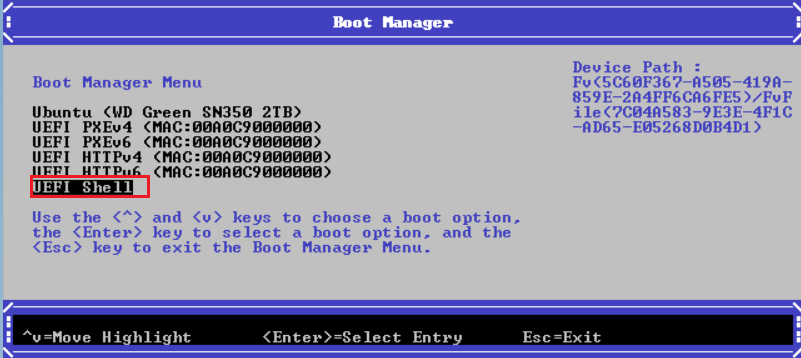 Boot Manager
Device Path :
Fv(5C60F367-A505-419A-
859E-2A4FF6CA6FE5)/FvF
ile(7C04A583-9E3E-4F1C
-AD65-E05268D0B4D1)
Boot Manager Menu
Ubuntu (WD Green SN350 2TB)
UEFI PXEv4 (MAC:00A0C9000000)
UEFI PXEv6 (MAC:00A0C9000000)
UEFI HTTPv4 (MAC:00A0C9000000)
UEFI HTTPv6 (MAC:00A0C9000000)
UEFI Shell
Use the <^> and <v> keys to choose a boot option,
the <Enter> key to select a boot option, and the
<Esc> key to exit the Boot Manager Menu.
^v=Move Highlight <Enter>=Select Entry Esc=Exit